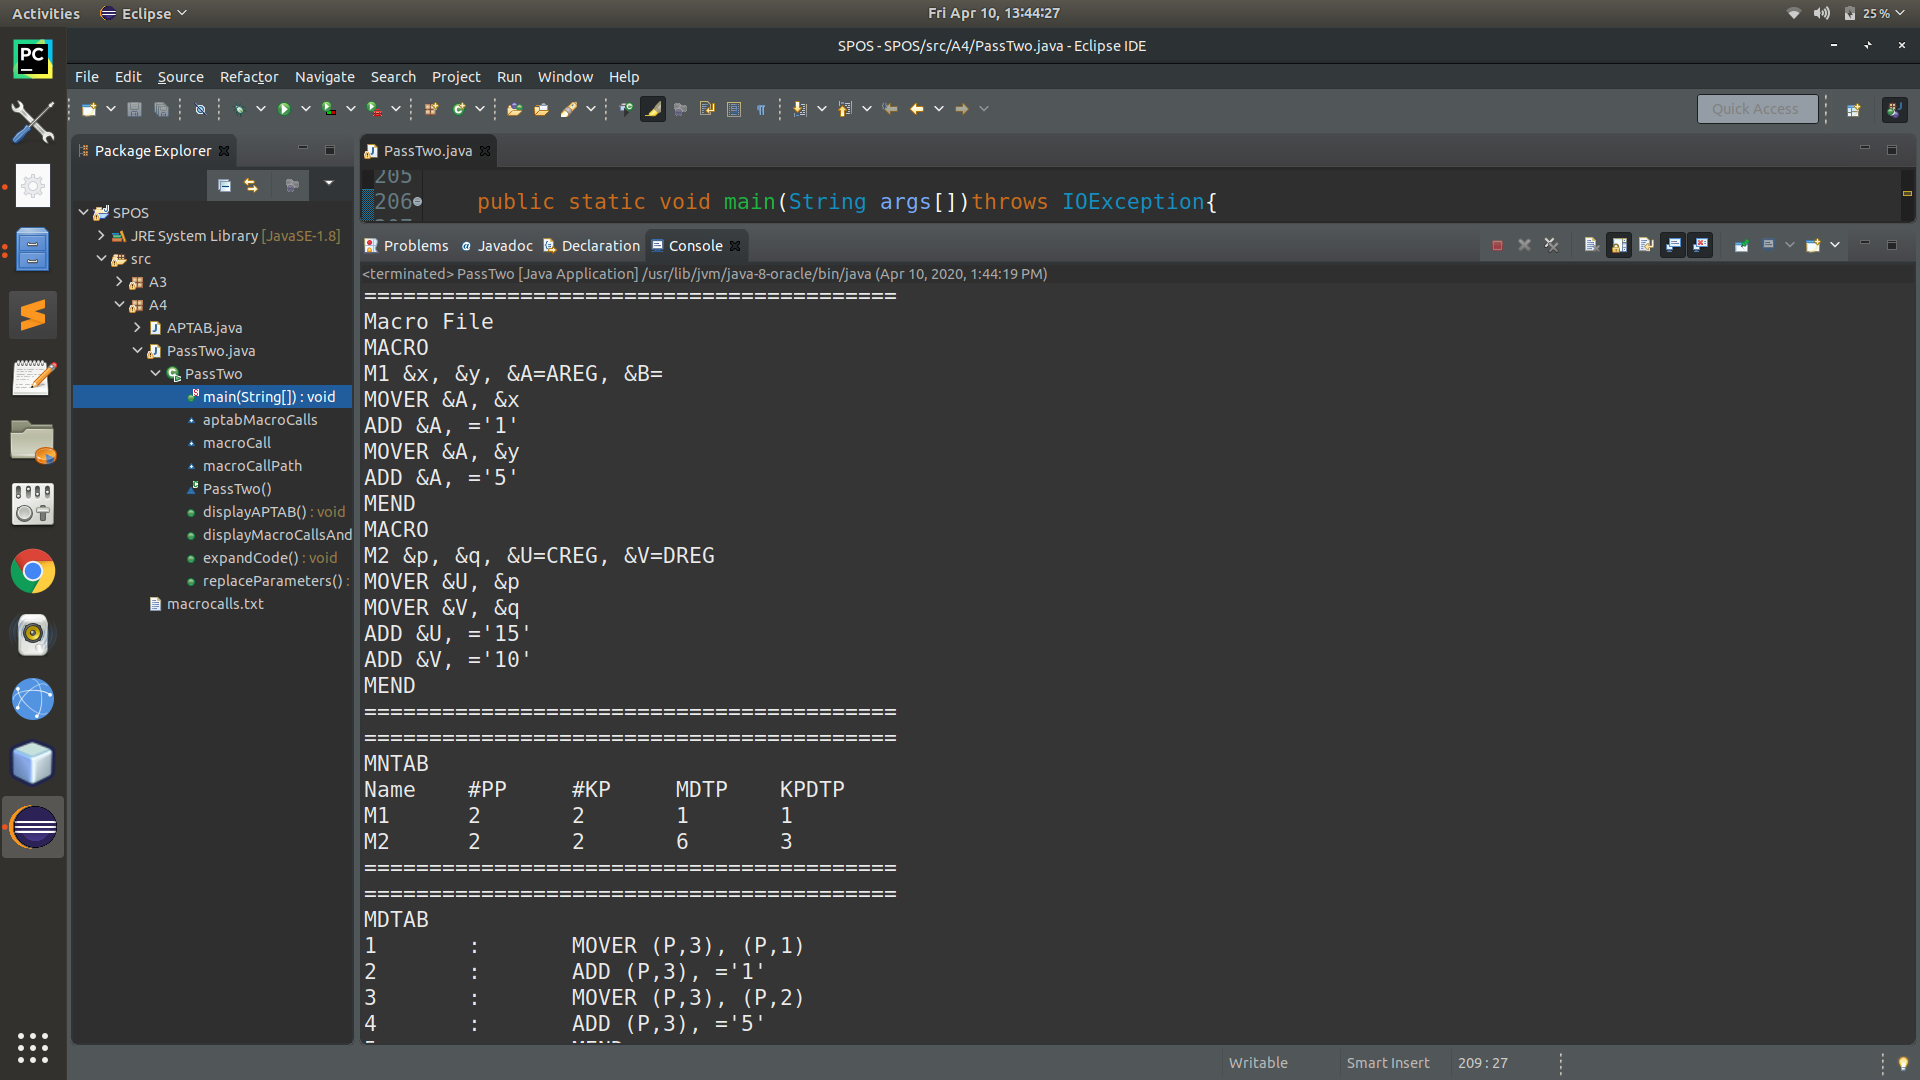 Activities Eclipse Fri Apr 10, 13:44:27 25%
SPOS - SPOS/src/A4/PassTwo.java - Eclipse IDE
PC
File Edit Source Refactor Navigate Search Project Run Window Help
Quick Access
Package Explorer
SPOS
JRE System Library [JavaSE-1.8]
src
A3
A4
APTAB.java
PassTwo.java
PassTwo
main(String[]) : void
aptabMacroCalls
macroCall
macroCallPath
PassTwo()
displayAPTAB() : void
displayMacroCallsAnd
expandCode() : void
replaceParameters() :
macrocalls.txt
PassTwo.java
205
206 public static void main(String args[])throws IOException{
Problems Javadoc Declaration Console
<terminated> PassTwo [Java Application] /usr/lib/jvm/java-8-oracle/bin/java (Apr 10, 2020, 1:44:19 PM)
=========================================
Macro File
MACRO
M1 &x, &y, &A=AREG, &B=
MOVER &A, &x
ADD &A, ='1'
MOVER &A, &y
ADD &A, ='5'
MEND
MACRO
M2 &p, &q, &U=CREG, &V=DREG
MOVER &U, &p
MOVER &V, &q
ADD &U, ='15'
ADD &V, ='10'
MEND
=========================================
=========================================
MNTAB
Name #PP #KP MDTP KPDTP
M1 2 2 1 1
M2 2 2 6 3
=========================================
=========================================
MDTAB
1 : MOVER (P,3), (P,1)
2 : ADD (P,3), ='1'
3 : MOVER (P,3), (P,2)
4 : ADD (P,3), ='5'
Writable Smart Insert 209 : 27